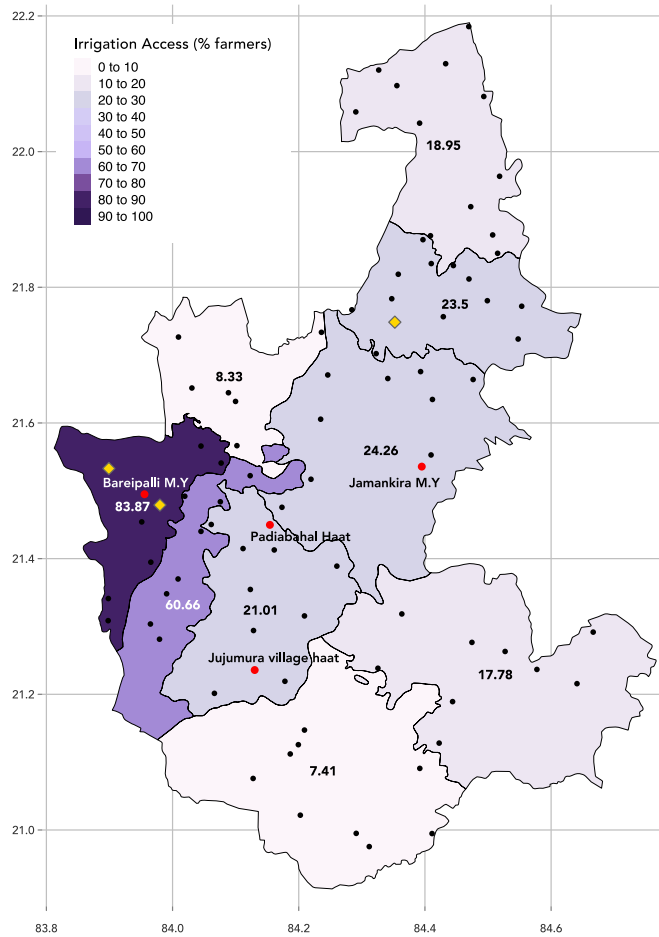 22.2
Irrigation Access (% farmers)
0 to 10
10 to 20
20 to 30
30 to 40
40 to 50
50 to 60
60 to 70
70 to 80
80 to 90
90 to 100
22.0
18.95
21.8
23.5
8.33
21.6
24.26
Bareipalli M.Y
Jamankira M.Y
83.87
Padiabahal Haat
21.4
60.66
21.01
Jujumura village haat
17.78
21.2
7.41
21.0
83.8
84.0
84.2
84.4
84.6